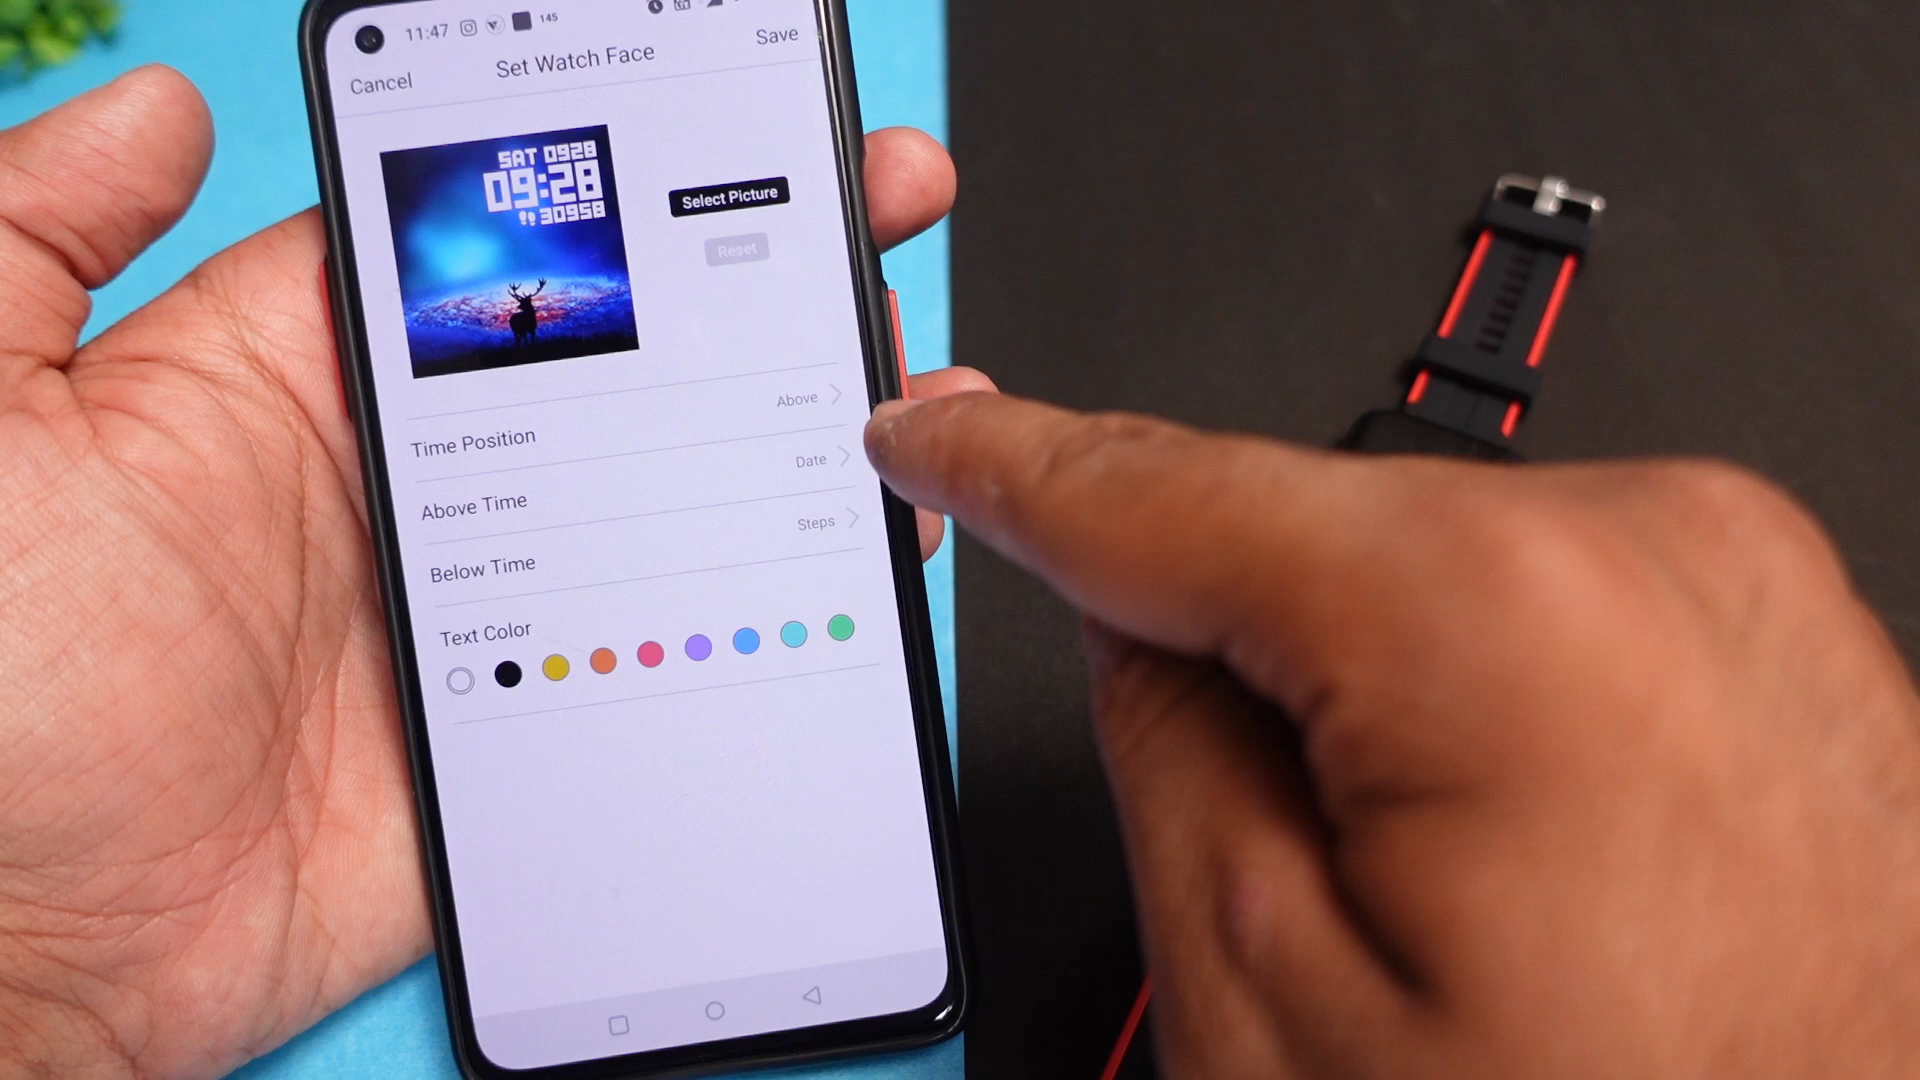 11:47 145
Cancel Set Watch Face Save
SAT 0928
09:28
30958
Select Picture
Reset
Time Position Above
Above Time Date
Below Time Steps
Text Color